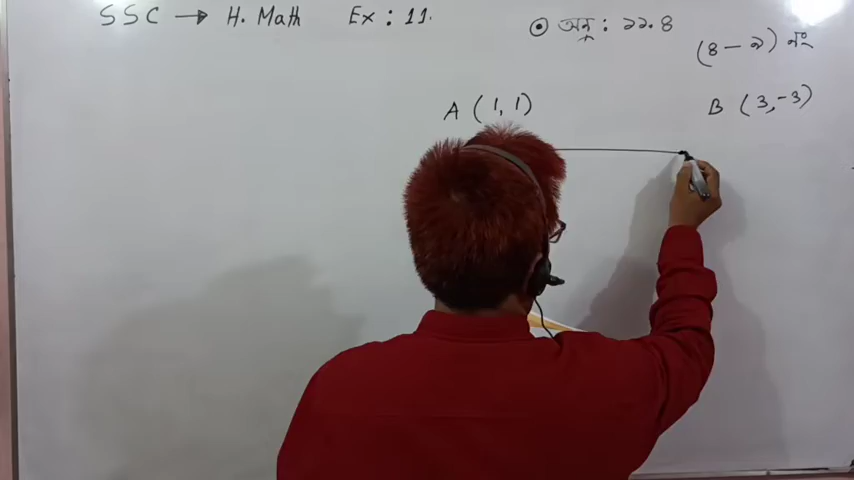 SSC → H. Math Ex : 11.
⊙ অনু : ১১.৪
(৪ - ৯) নং
A (1, 1)
B (3, -3)